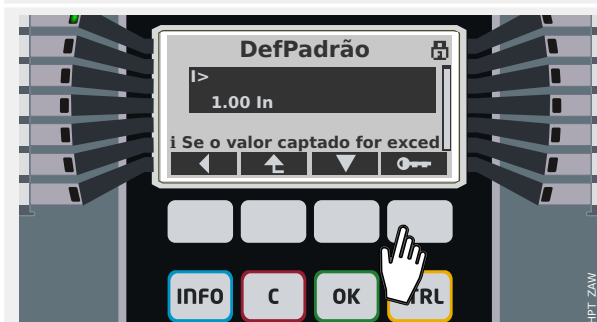 DefPadrão
I>
1.00 In
i Se o valor captado for exced
INFO
C
OK
TRL
HPT ZAW